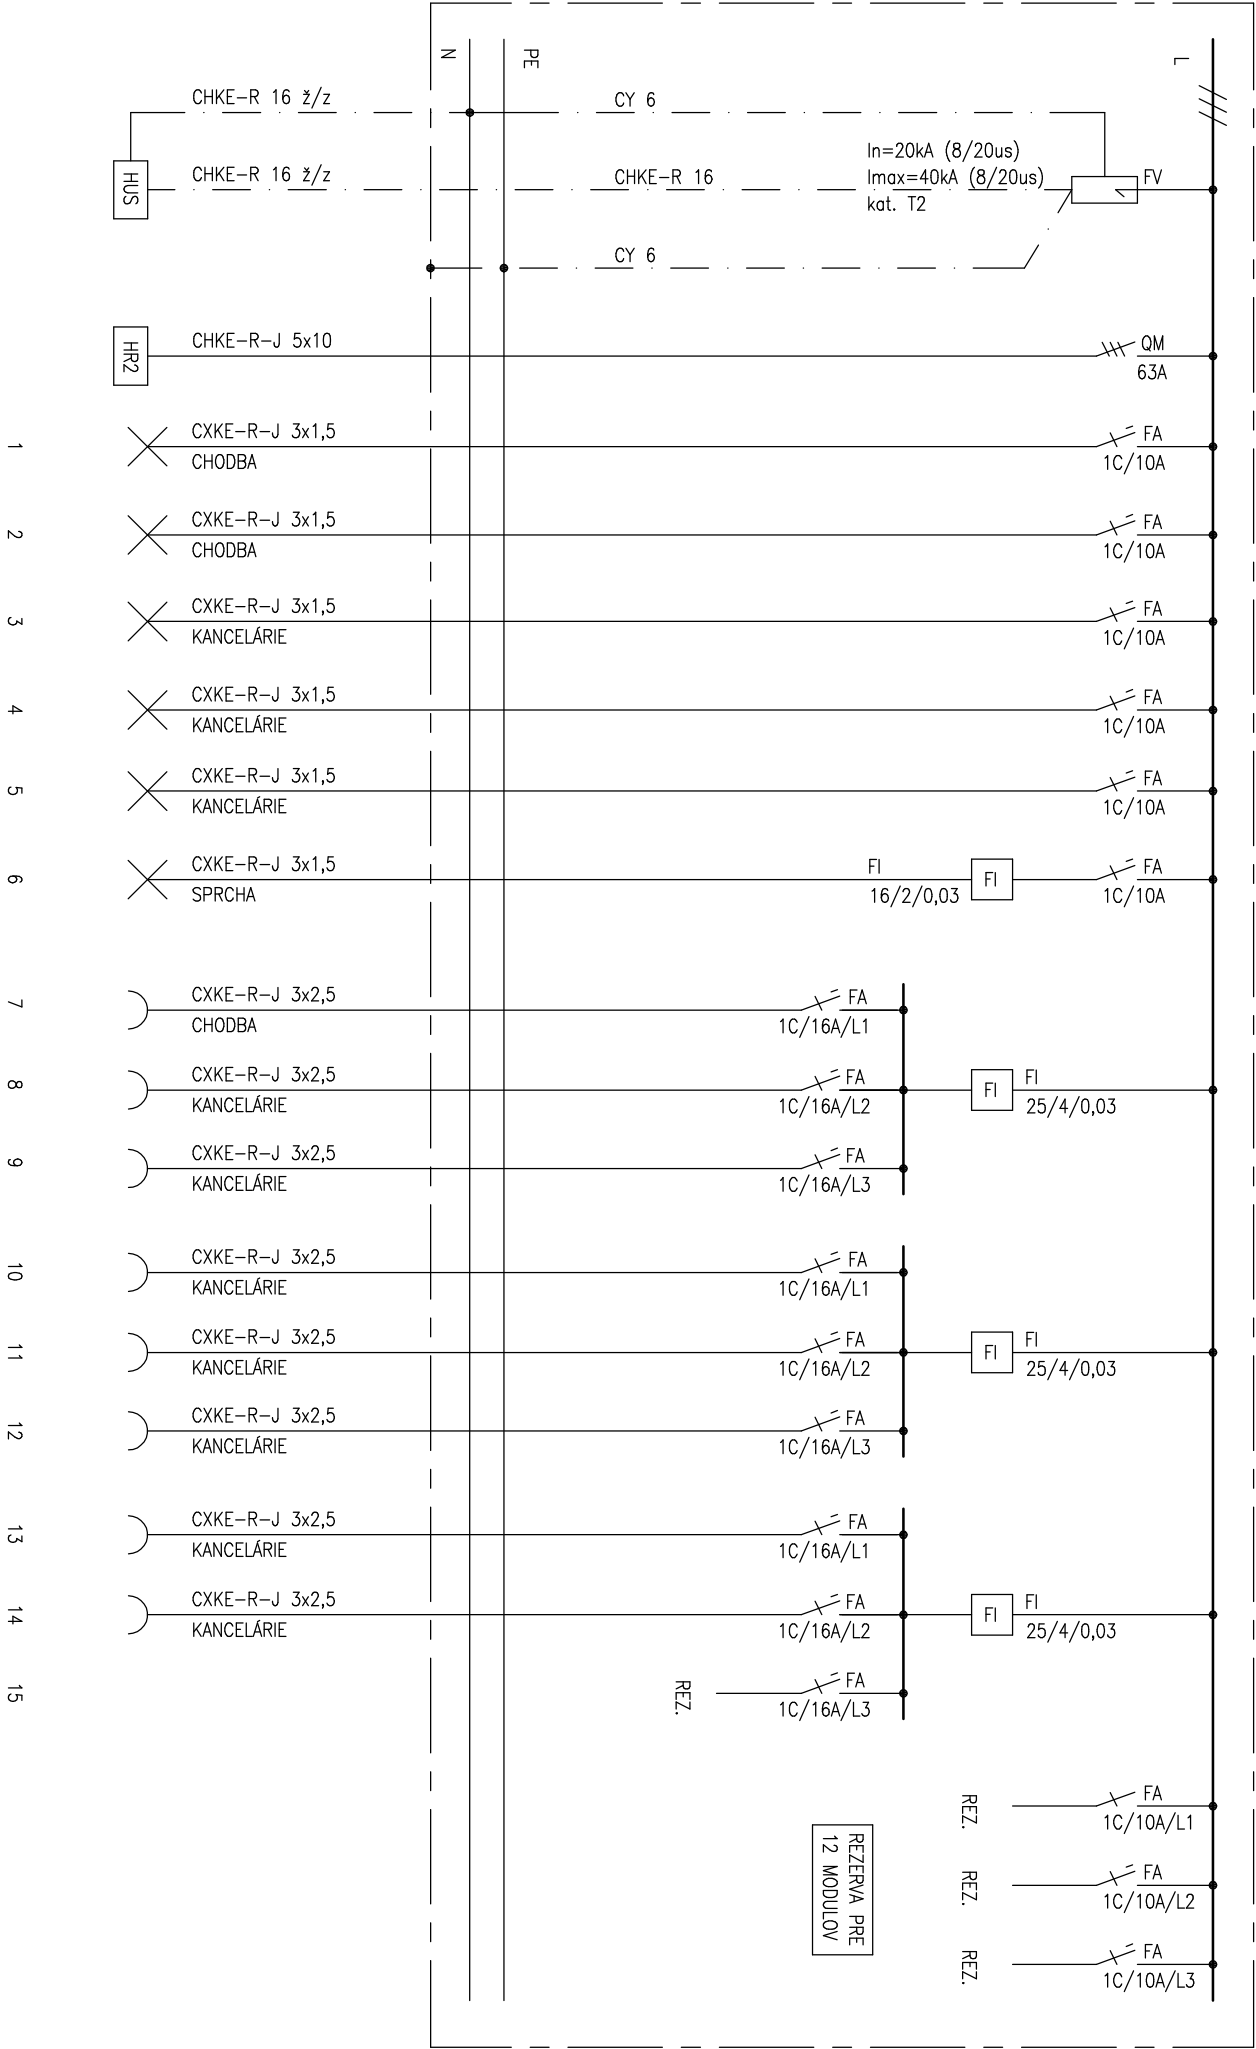 N
PE
L
CHKE-R 16 ž/z
CY 6
HUS
CHKE-R 16 ž/z
CHKE-R 16
In=20kA (8/20us)
Imax=40kA (8/20us)
kat. T2
FV
CY 6
HR2
CHKE-R-J 5x10
QM
63A
1
CXKE-R-J 3x1,5
CHODBA
FA
1C/10A
2
CXKE-R-J 3x1,5
CHODBA
FA
1C/10A
3
CXKE-R-J 3x1,5
KANCELÁRIE
FA
1C/10A
4
CXKE-R-J 3x1,5
KANCELÁRIE
FA
1C/10A
5
CXKE-R-J 3x1,5
KANCELÁRIE
FA
1C/10A
6
CXKE-R-J 3x1,5
SPRCHA
FI
16/2/0,03
FI
FA
1C/10A
7
CXKE-R-J 3x2,5
CHODBA
FA
1C/16A/L1
8
CXKE-R-J 3x2,5
KANCELÁRIE
FA
1C/16A/L2
FI
FI
25/4/0,03
9
CXKE-R-J 3x2,5
KANCELÁRIE
FA
1C/16A/L3
10
CXKE-R-J 3x2,5
KANCELÁRIE
FA
1C/16A/L1
11
CXKE-R-J 3x2,5
KANCELÁRIE
FA
1C/16A/L2
FI
FI
25/4/0,03
12
CXKE-R-J 3x2,5
KANCELÁRIE
FA
1C/16A/L3
13
CXKE-R-J 3x2,5
KANCELÁRIE
FA
1C/16A/L1
14
CXKE-R-J 3x2,5
KANCELÁRIE
FA
1C/16A/L2
FI
FI
25/4/0,03
15
REZ.
FA
1C/16A/L3
REZ.
FA
1C/10A/L1
REZERVA PRE
12 MODULOV
REZ.
FA
1C/10A/L2
REZ.
FA
1C/10A/L3